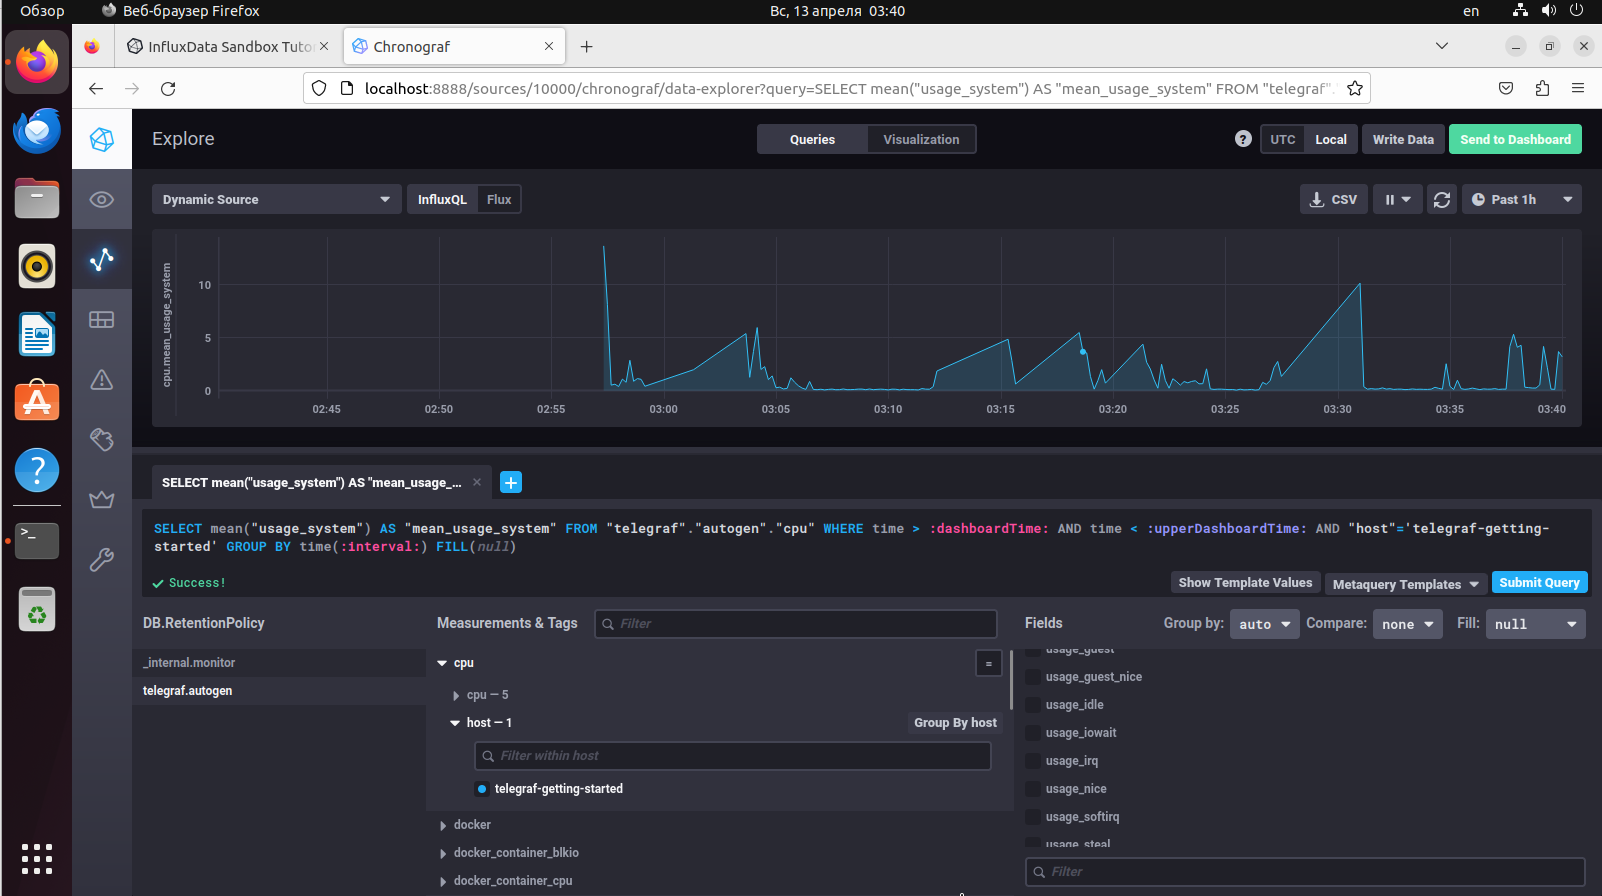 Обзор
Веб-браузер Firefox
Вс, 13 апреля 03:40
en
InfluxData Sandbox Tuto
Chronograf
localhost:8888/sources/10000/chronograf/data-explorer?query=SELECT mean("usage_system") AS "mean_usage_system" FROM "telegraf".
Explore
Queries
Visualization
?
UTC
Local
Write Data
Send to Dashboard
Dynamic Source
InfluxQL
Flux
CSV
Past 1h
cpu.mean_usage_system
10
5
0
02:45
02:50
02:55
03:00
03:05
03:10
03:15
03:20
03:25
03:30
03:35
03:40
SELECT mean("usage_system") AS "mean_usage_...
SELECT mean("usage_system") AS "mean_usage_system" FROM "telegraf"."autogen"."cpu" WHERE time > :dashboardTime: AND time < :upperDashboardTime: AND "host"='telegraf-getting-
started' GROUP BY time(:interval:) FILL(null)
Success!
Show Template Values
Metaquery Templates
Submit Query
DB.RetentionPolicy
Measurements & Tags
Filter
Fields
Group by:
auto
Compare:
none
Fill:
null
_internal.monitor
telegraf.autogen
cpu
=
cpu — 5
host — 1
Group By host
Filter within host
telegraf-getting-started
docker
docker_container_blkio
docker_container_cpu
usage_guest
usage_guest_nice
usage_idle
usage_iowait
usage_irq
usage_nice
usage_softirq
usage_steal
Filter